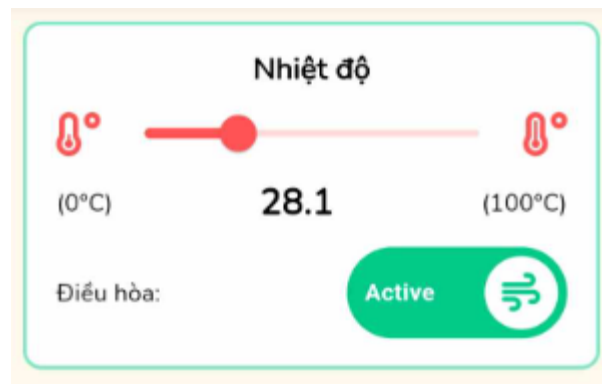 Nhiệt độ
(0°C) 28.1 (100°C)
Điều hòa: Active